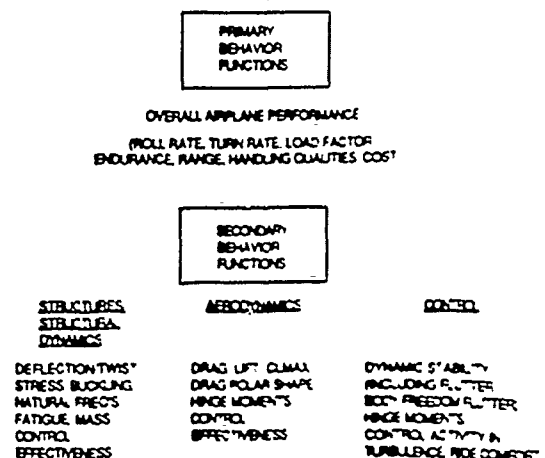 PRIMARY
BEHAVIOR
FUNCTIONS
OVERALL AIRPLANE PERFORMANCE
(ROLL RATE, TURN RATE, LOAD FACTOR
ENDURANCE, RANGE, HANDLING QUALITIES, COST
SECONDARY
BEHAVIOR
FUNCTIONS
STRUCTURES
STRUCTURAL
DYNAMICS
DEFLECTION TWIST
STRESS, BUCKLING
NATURAL FREQ'S
FATIGUE, MASS
CONTROL
EFFECTIVENESS
AERODYNAMICS
DRAG, LIFT, CLMAX
DRAG POLAR SHAPE
HINGE MOMENTS
CONTROL
EFFECTIVENESS
CONTROL
DYNAMIC STABILITY
(INCLUDING FLUTTER
BODY FREEDOM FLUTTER
HINGE MOMENTS
CONTROL ACTIVITY IN
TURBULENCE, RIDE COMFORT